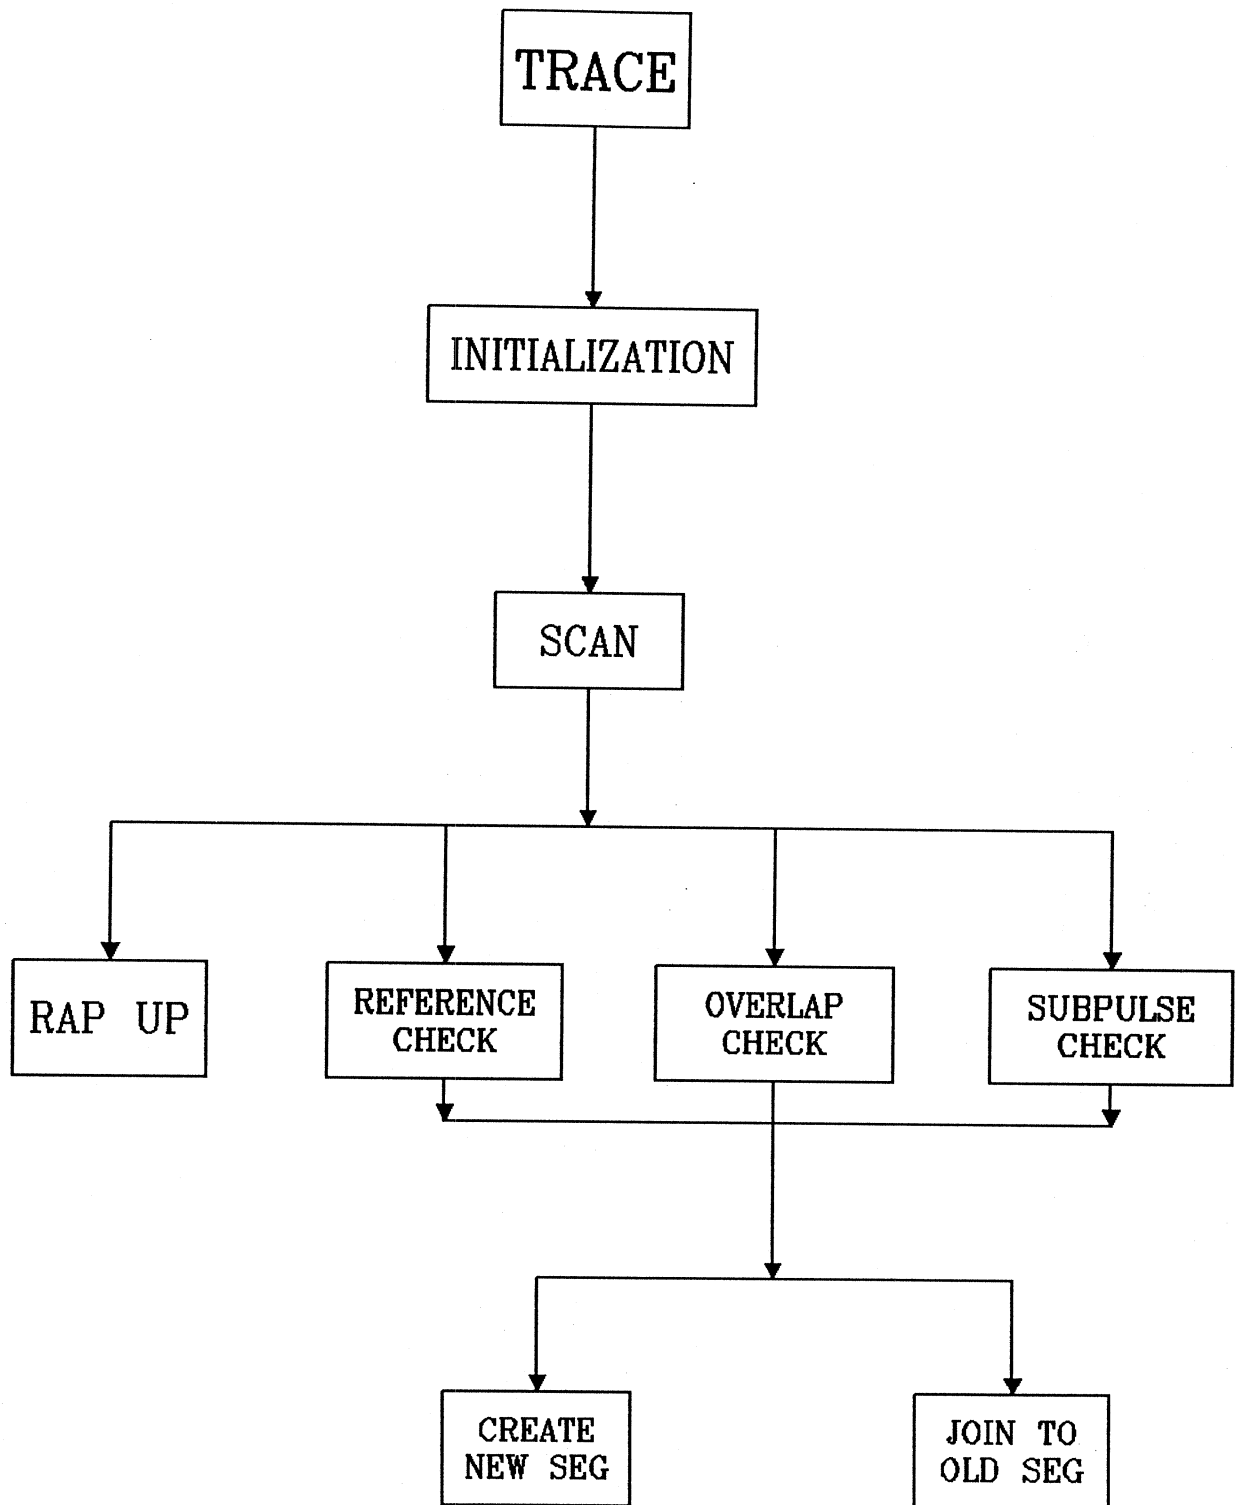 TRACE
INITIALIZATION
SCAN
RAP UP
REFERENCE
CHECK
OVERLAP
CHECK
SUBPULSE
CHECK
CREATE
NEW SEG
JOIN TO
OLD SEG